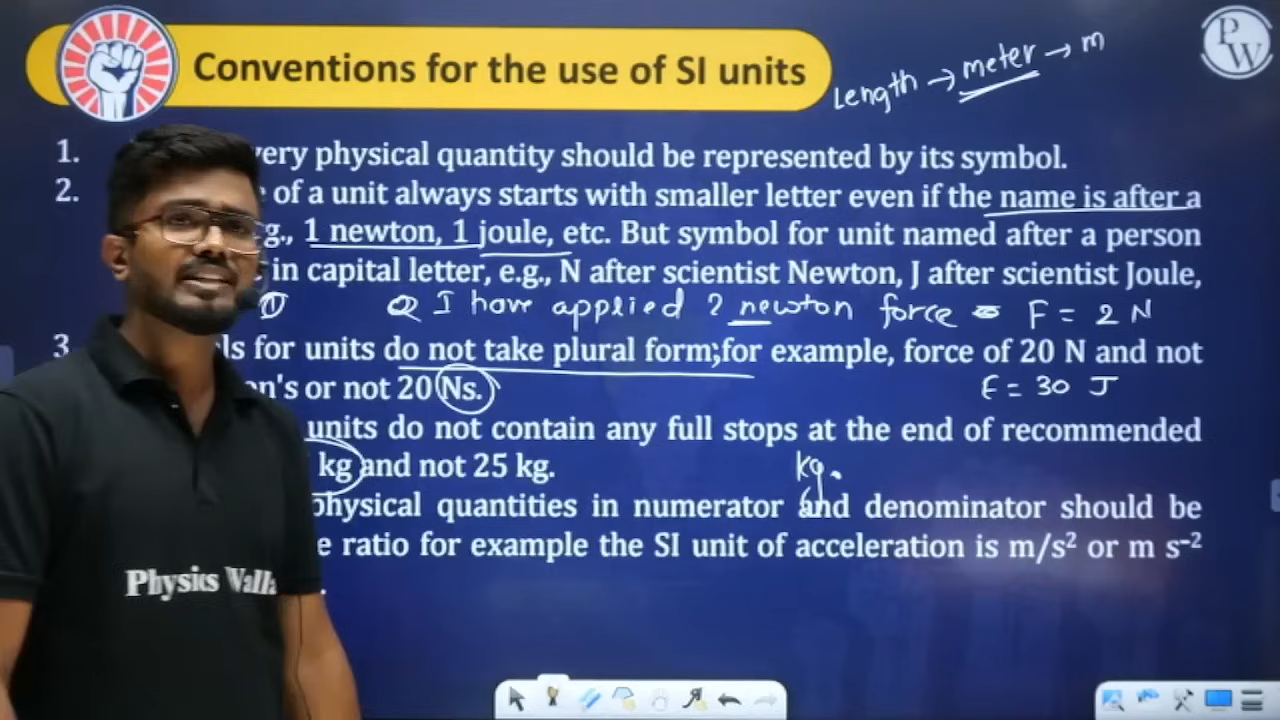 Conventions for the use of SI units
Length → meter → m
PW
1. very physical quantity should be represented by its symbol.
2. of a unit always starts with smaller letter even if the name is after a
g., 1 newton, 1 joule, etc. But symbol for unit named after a person
in capital letter, e.g., N after scientist Newton, J after scientist Joule,
Q I have applied 2 newton force F = 2 N
3 ls for units do not take plural form;for example, force of 20 N and not
n's or not 20 Ns. F = 30 J
units do not contain any full stops at the end of recommended
kg and not 25 kg. kg.
physical quantities in numerator and denominator should be
e ratio for example the SI unit of acceleration is m/s² or m s⁻²
Physics Walla